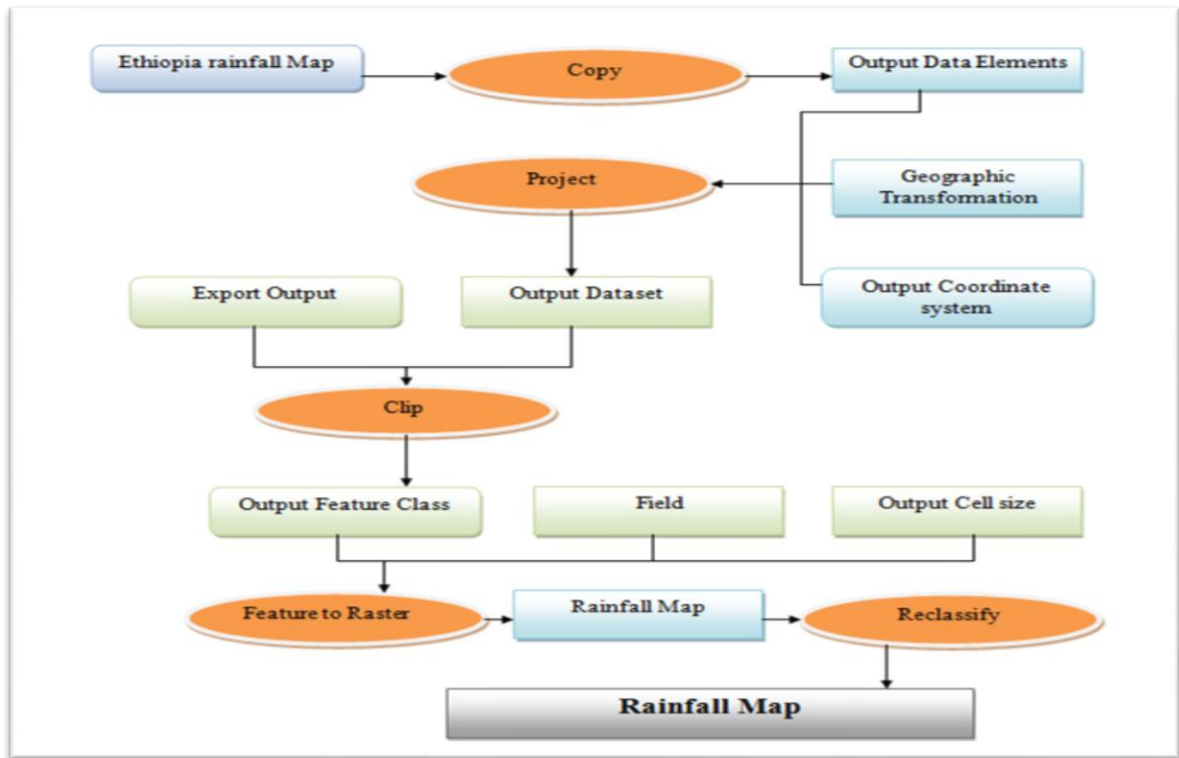 Ethiopia rainfall Map
Copy
Output Data Elements
Project
Geographic
Transformation
Export Output
Output Dataset
Output Coordinate
system
Clip
Output Feature Class
Field
Output Cell size
Feature to Raster
Rainfall Map
Reclassify
Rainfall Map